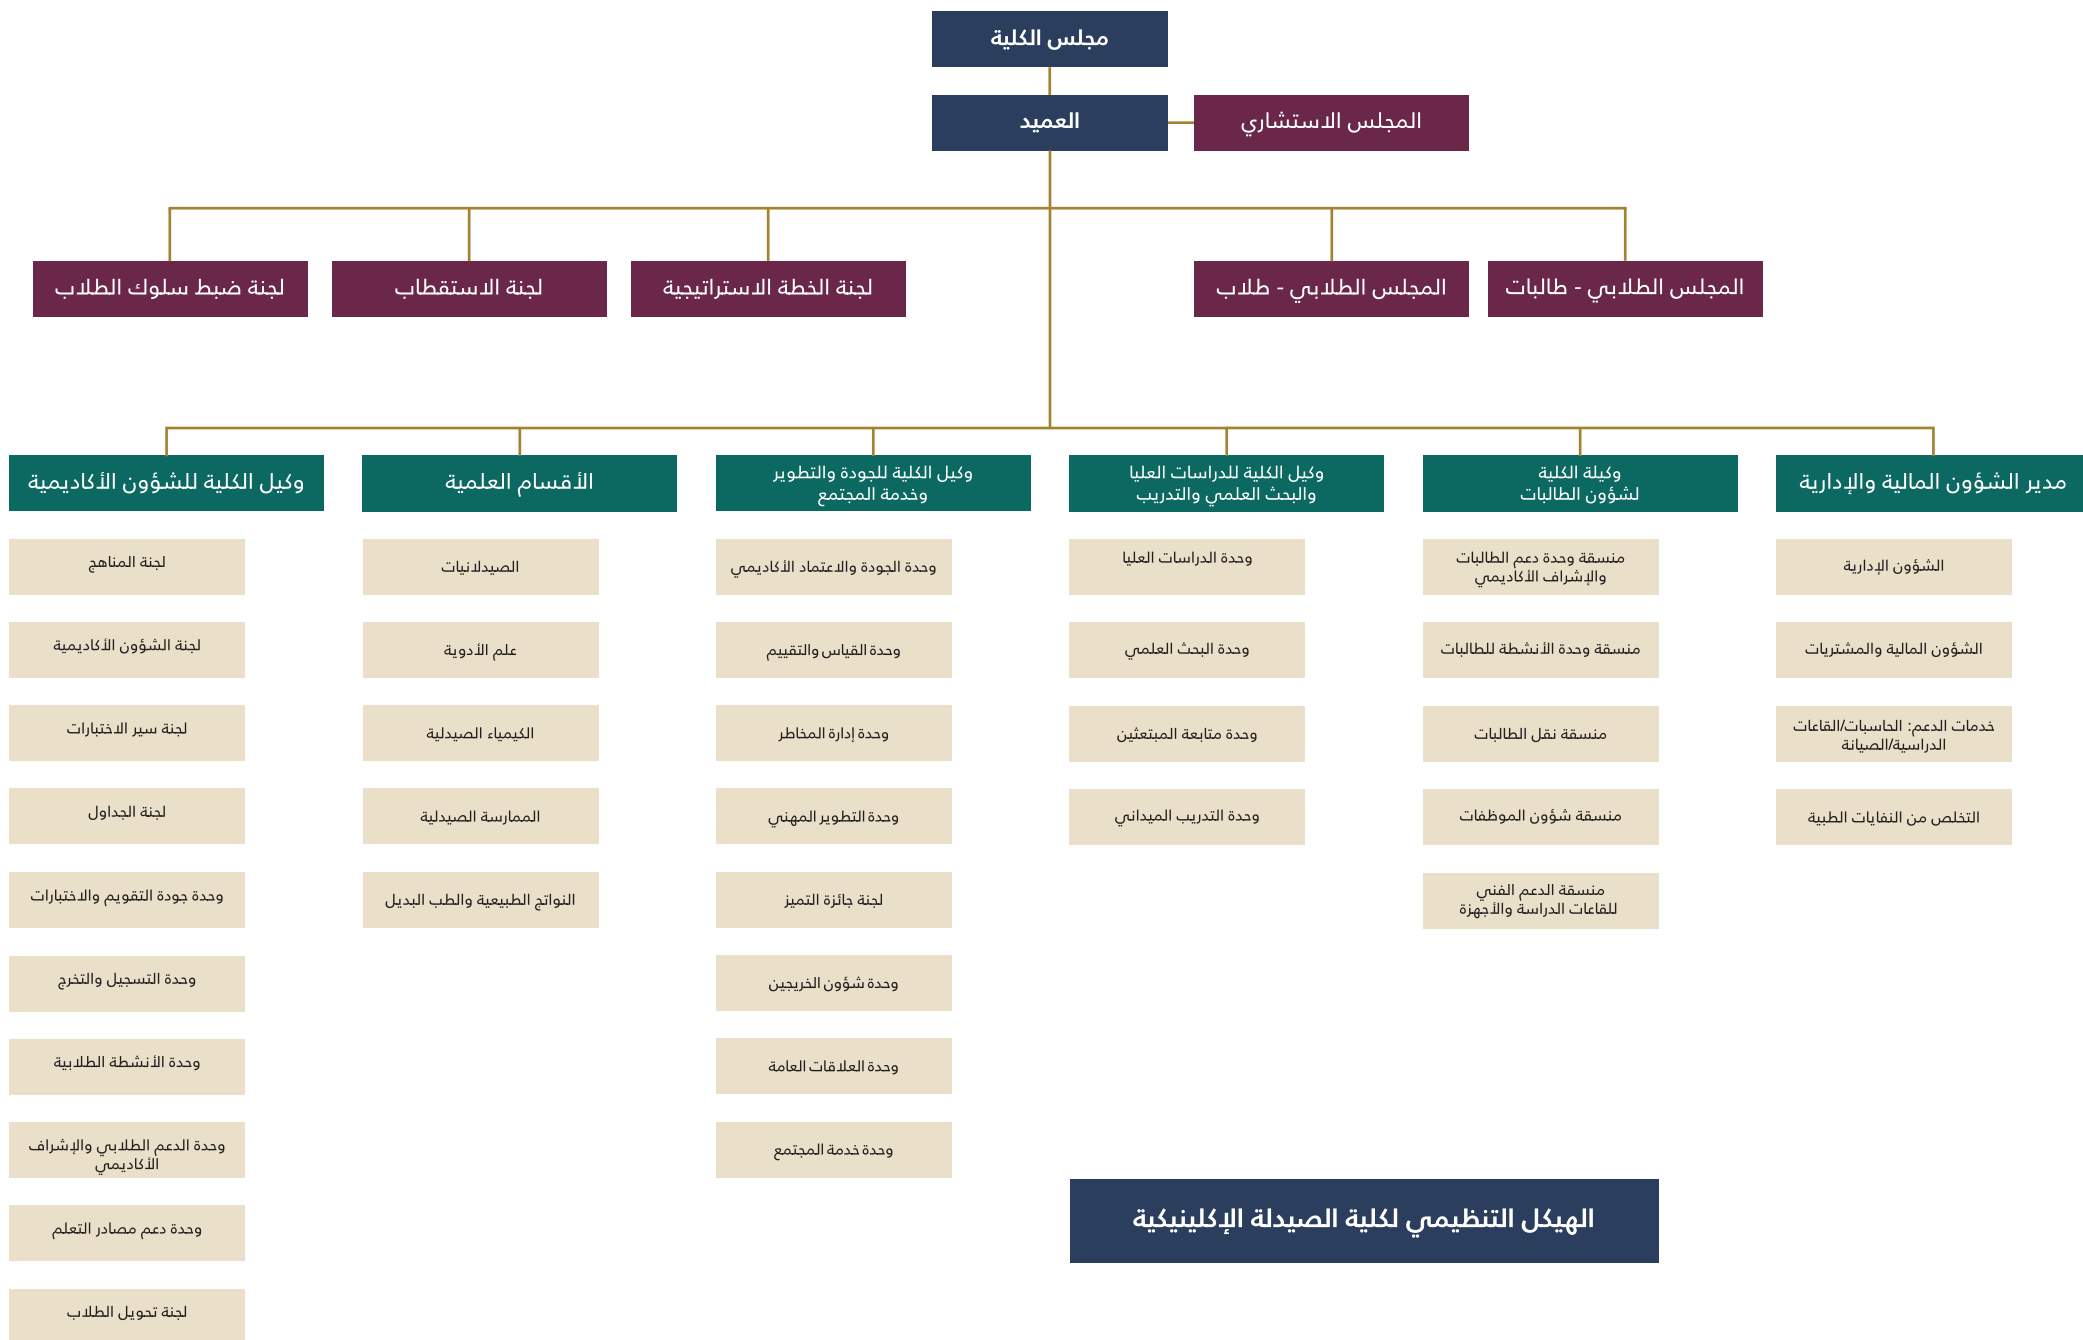 مجلس الكلية
العميد
المجلس الاستشاري
المجلس الطلابي - طالبات
المجلس الطلابي - طلاب
لجنة الخطة الاستراتيجية
لجنة الاستقطاب
لجنة ضبط سلوك الطلاب
مدير الشؤون المالية والإدارية
الشؤون الإدارية
الشؤون المالية والمشتريات
خدمات الدعم: الحاسبات/القاعات
الدراسية/الصيانة
التخلص من النفايات الطبية
وكيلة الكلية
لشؤون الطالبات
منسقة وحدة دعم الطالبات
والإشراف الأكاديمي
منسقة وحدة الأنشطة للطالبات
منسقة نقل الطالبات
منسقة شؤون الموظفات
منسقة الدعم الفني
للقاعات الدراسة والأجهزة
وكيل الكلية للدراسات العليا
والبحث العلمي والتدريب
وحدة الدراسات العليا
وحدة البحث العلمي
وحدة متابعة المبتعثين
وحدة التدريب الميداني
وكيل الكلية للجودة والتطوير
وخدمة المجتمع
وحدة الجودة والاعتماد الأكاديمي
وحدة القياس والتقييم
وحدة إدارة المخاطر
وحدة التطوير المهني
لجنة جائزة التميز
وحدة شؤون الخريجين
وحدة العلاقات العامة
وحدة خدمة المجتمع
الأقسام العلمية
الصيدلانيات
علم الأدوية
الكيمياء الصيدلية
الممارسة الصيدلية
النواتج الطبيعية والطب البديل
وكيل الكلية للشؤون الأكاديمية
لجنة المناهج
لجنة الشؤون الأكاديمية
لجنة سير الاختبارات
لجنة الجداول
وحدة جودة التقويم والاختبارات
وحدة التسجيل والتخرج
وحدة الأنشطة الطلابية
وحدة الدعم الطلابي والإشراف
الأكاديمي
وحدة دعم مصادر التعلم
لجنة تحويل الطلاب
الهيكل التنظيمي لكلية الصيدلة الإكلينيكية